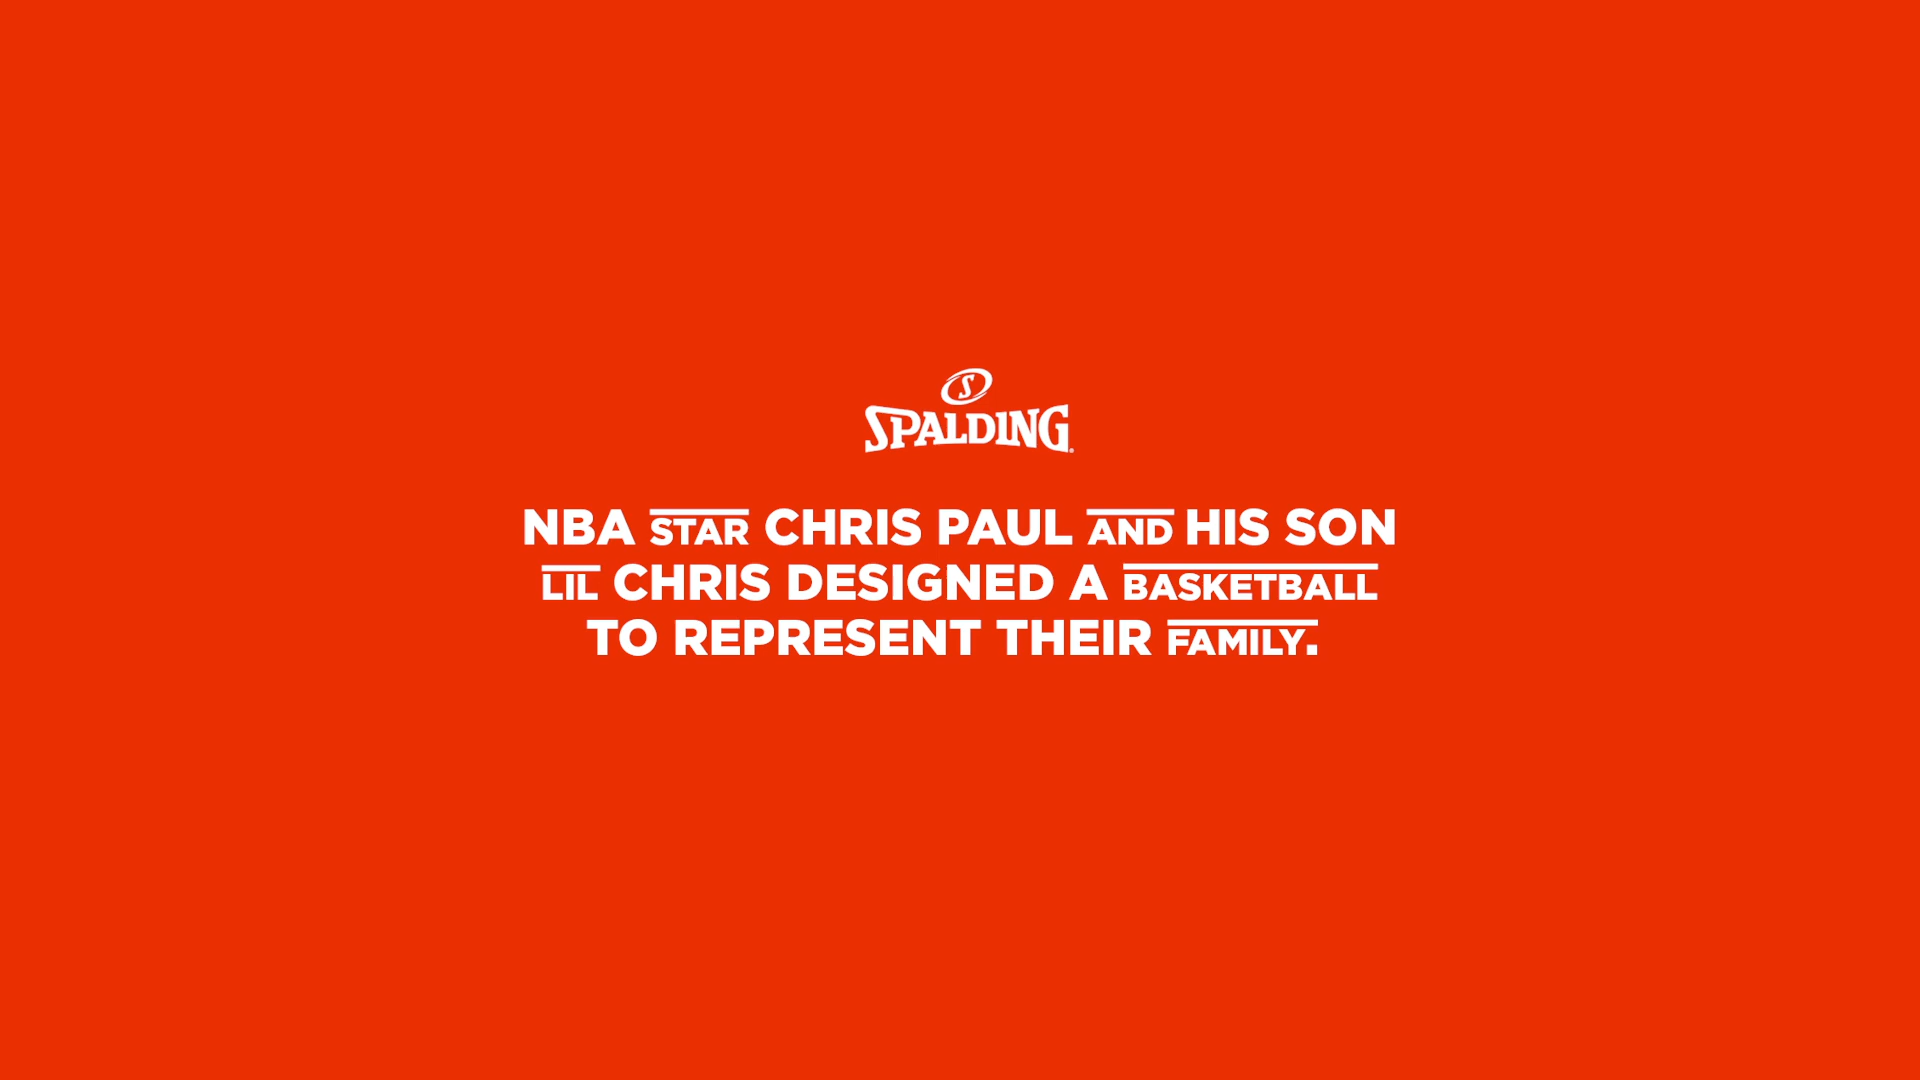 SPALDING
NBA STAR CHRIS PAUL AND HIS SON
LIL CHRIS DESIGNED A BASKETBALL
TO REPRESENT THEIR FAMILY.